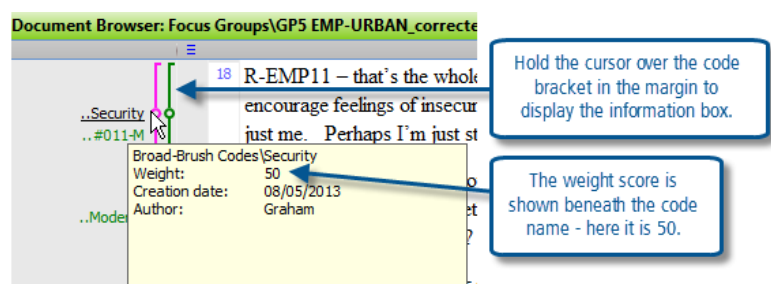 Document Browser: Focus Groups\GP5 EMP-URBAN_correcte
18 R-EMP11 – that's the whole
encourage feelings of insecur
..Security
..#011-M just me. Perhaps I'm just st
Broad-Brush Codes\Security
Weight: 50
Creation date: 08/05/2013
Author: Graham
..Moder
?
Hold the cursor over the code
bracket in the margin to
display the information box.
The weight score is
shown beneath the code
name - here it is 50.